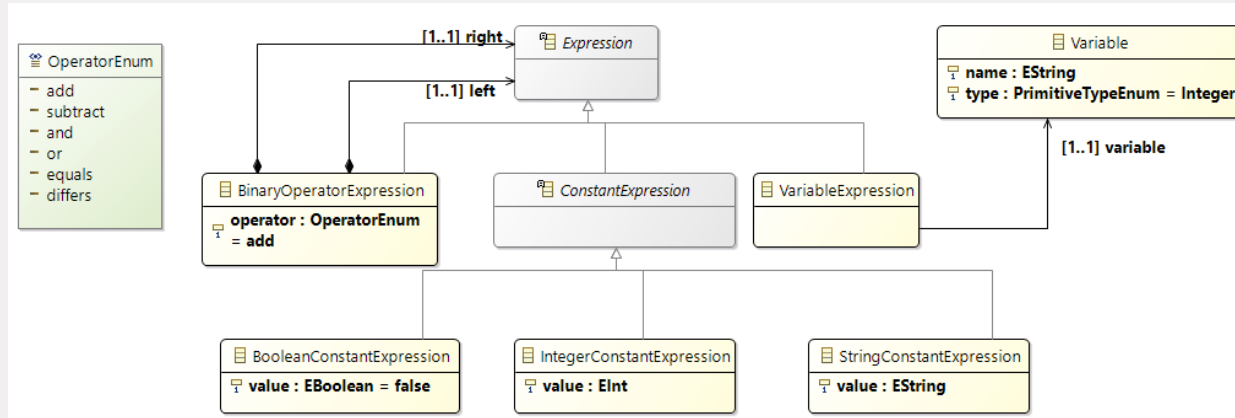 [1..1] right
Expression
[1..1] left
Variable
name : EString
type : PrimitiveTypeEnum = Integer
[1..1] variable
OperatorEnum
add
subtract
and
or
equals
differs
BinaryOperatorExpression
operator : OperatorEnum
= add
ConstantExpression
VariableExpression
BooleanConstantExpression
value : EBoolean = false
IntegerConstantExpression
value : EInt
StringConstantExpression
value : EString